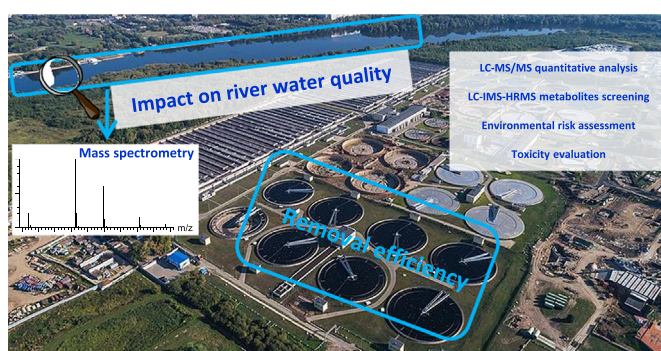 Impact on river water quality
LC-MS/MS quantitative analysis
LC-IMS-HRMS metabolites screening
Environmental risk assessment
Toxicity evaluation
Mass spectrometry
m/z
Removal efficiency